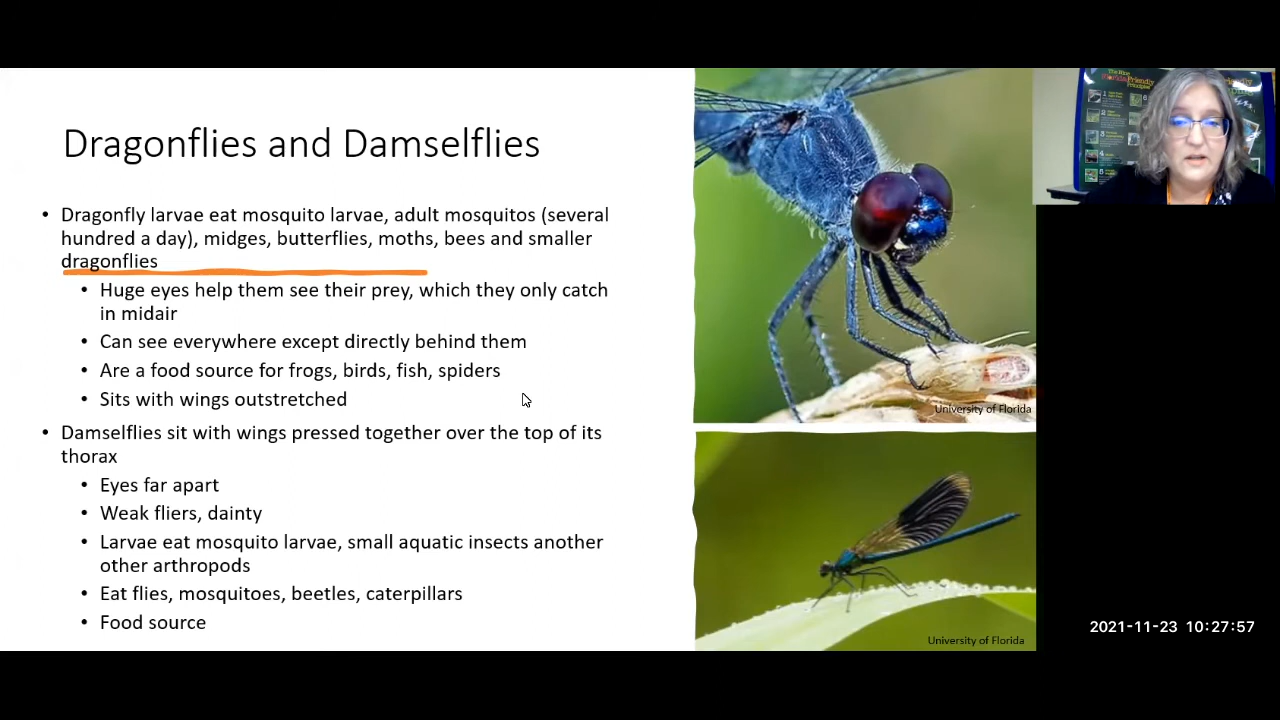 Dragonflies and Damselflies
• Dragonfly larvae eat mosquito larvae, adult mosquitos (several
hundred a day), midges, butterflies, moths, bees and smaller
dragonflies
• Huge eyes help them see their prey, which they only catch
in midair
• Can see everywhere except directly behind them
• Are a food source for frogs, birds, fish, spiders
• Sits with wings outstretched
• Damselflies sit with wings pressed together over the top of its
thorax
• Eyes far apart
• Weak fliers, dainty
• Larvae eat mosquito larvae, small aquatic insects another
other arthropods
• Eat flies, mosquitoes, beetles, caterpillars
• Food source
University of Florida
University of Florida
2021-11-23 10:27:57